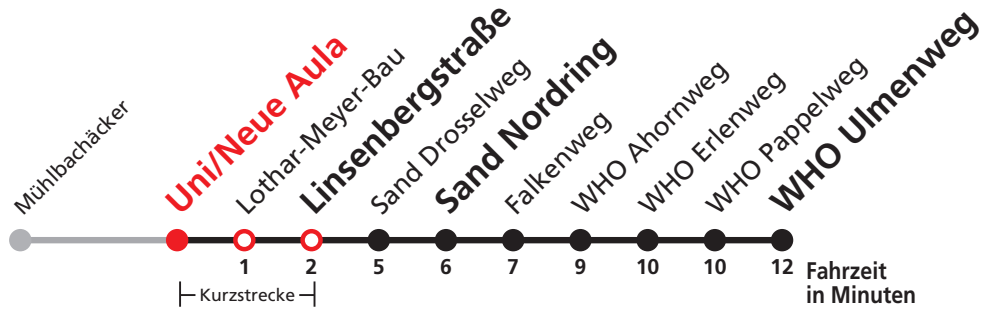 Mühlbachäcker
Uni/Neue Aula
Lothar-Meyer-Bau
Linsenbergstraße
Sand Drosselweg
Sand Nordring
Falkenweg
WHO Ahornweg
WHO Erlenweg
WHO Pappelweg
WHO Ulmenweg
1 2 5 6 7 9 10 10 12
Fahrzeit
in Minuten
Kurzstrecke